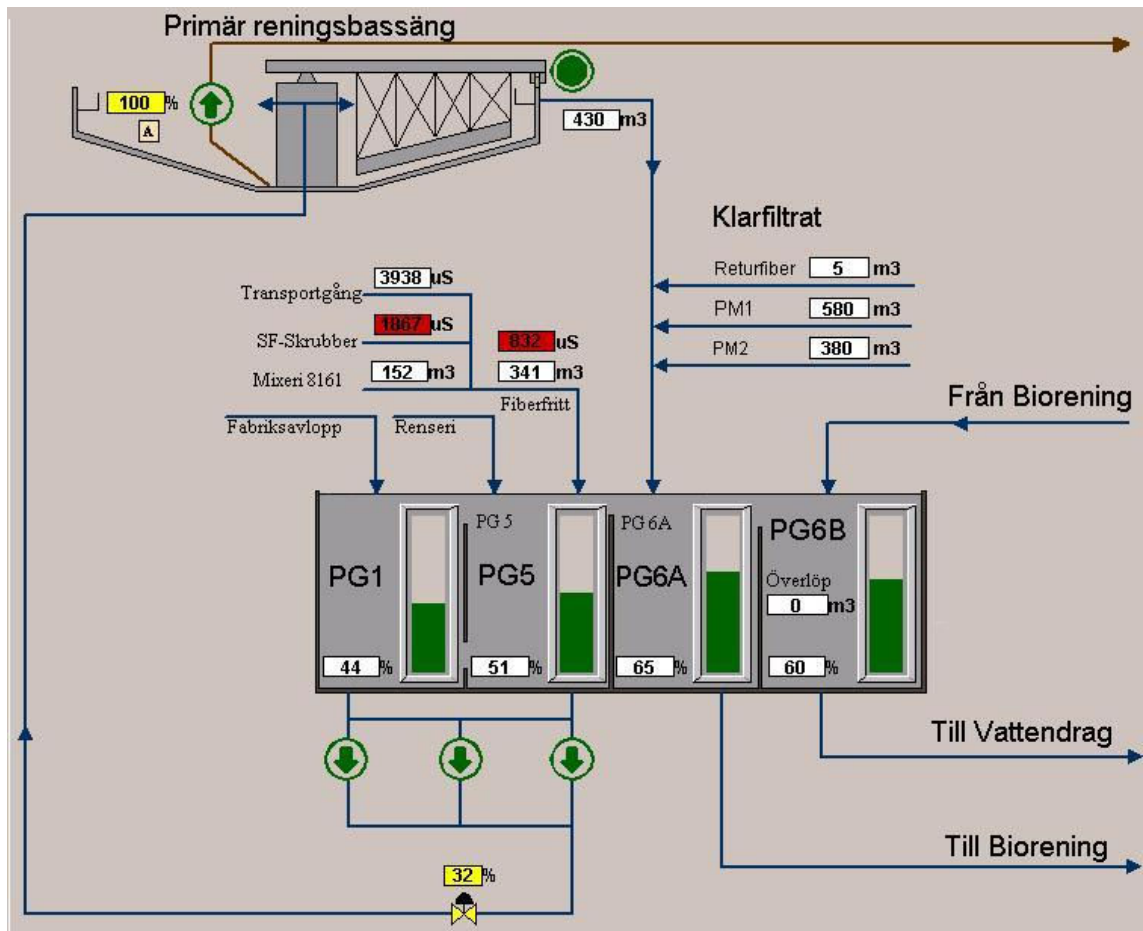 Primär reningsbassäng
100 %
A
430 m3
Klarfiltrat
Returfiber 5 m3
PM1 580 m3
PM2 380 m3
Transportgång 3938 uS
SF-Skrubber 1867 uS
832 uS
Mixeri 8161 152 m3
341 m3
Fiberfritt
Fabriksavlopp
Renseri
Från Biorening
PG1
44 %
PG 5
PG5
51 %
PG6A
PG6A
65 %
PG6B
Överlöp
0 m3
60 %
Till Vattendrag
Till Biorening
32 %